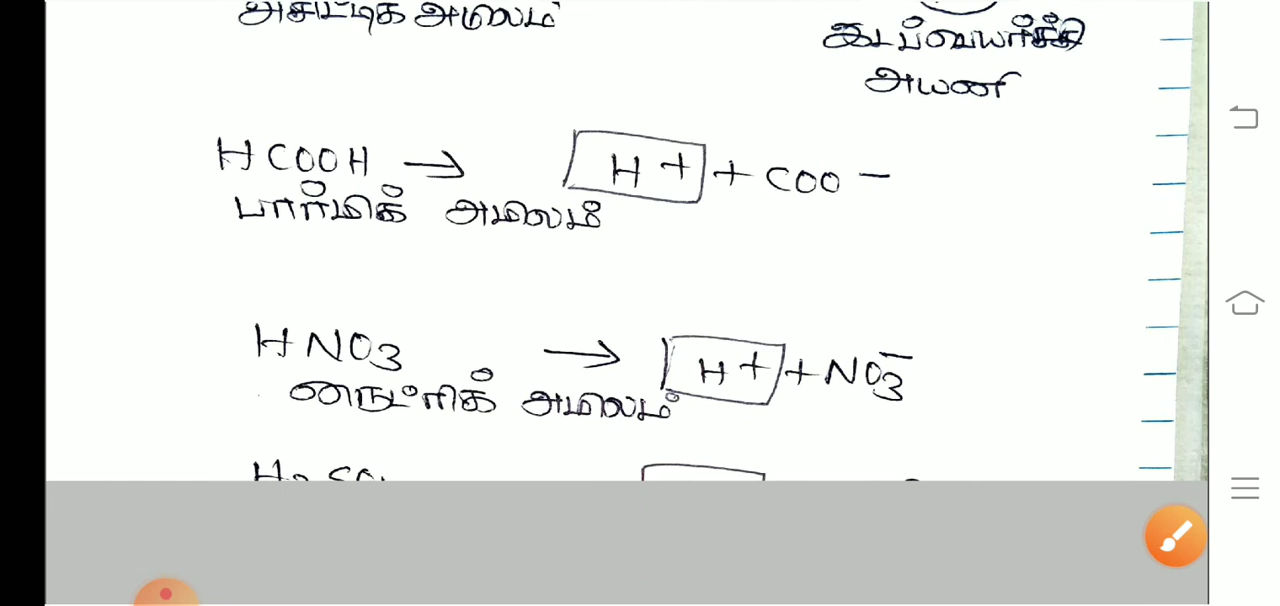 அசிட்டிக் அமிலம்
அயனி
HCOOH → H+ + COO −
பார்மிக் அமிலம்
HNO3 → H+ + NO3−
நைட்ரிக் அமிலம்